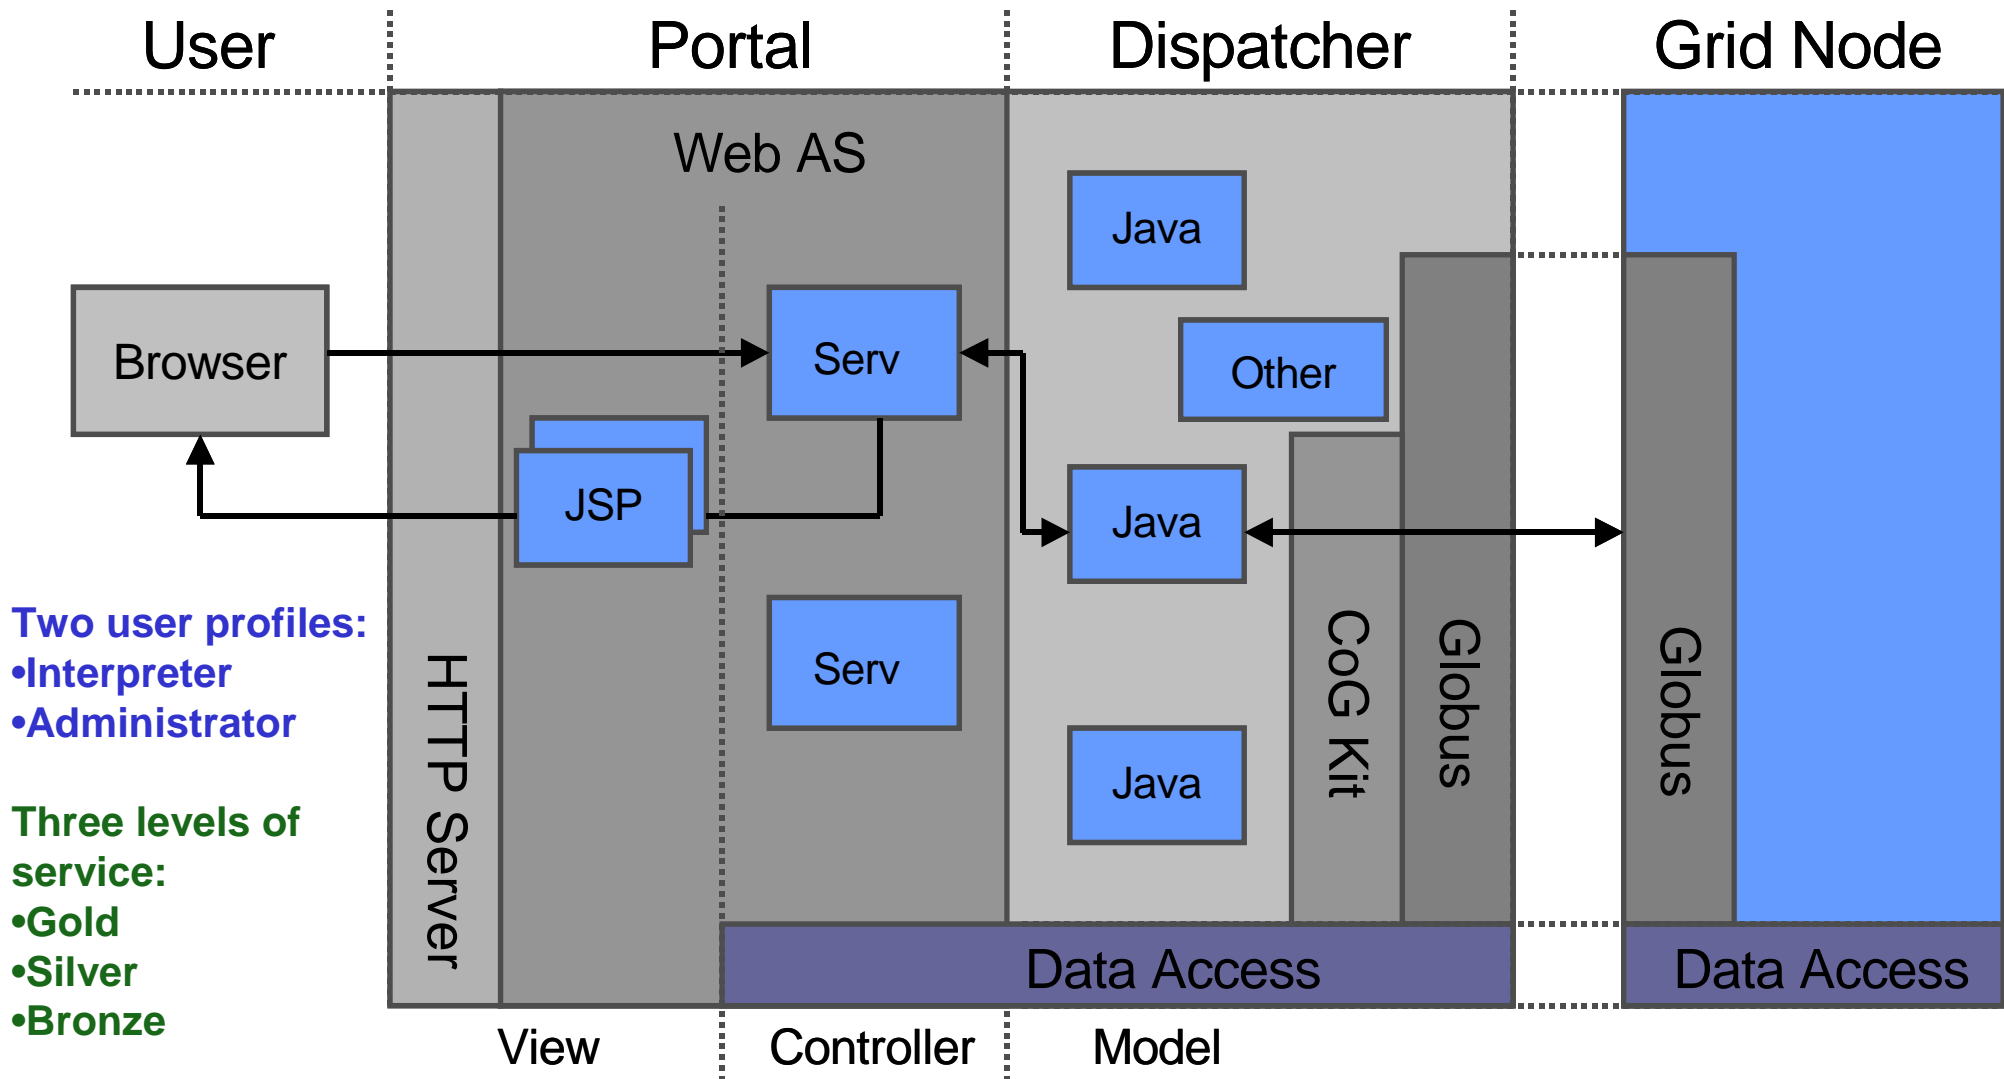 User
Portal
Dispatcher
Grid Node
Web AS
Java
Browser
Serv
Other
JSP
Java
Serv
Java
HTTP Server
CoG Kit
Globus
Globus
Two user profiles:
•Interpreter
•Administrator
Three levels of
service:
•Gold
•Silver
•Bronze
Data Access
Data Access
View
Controller
Model